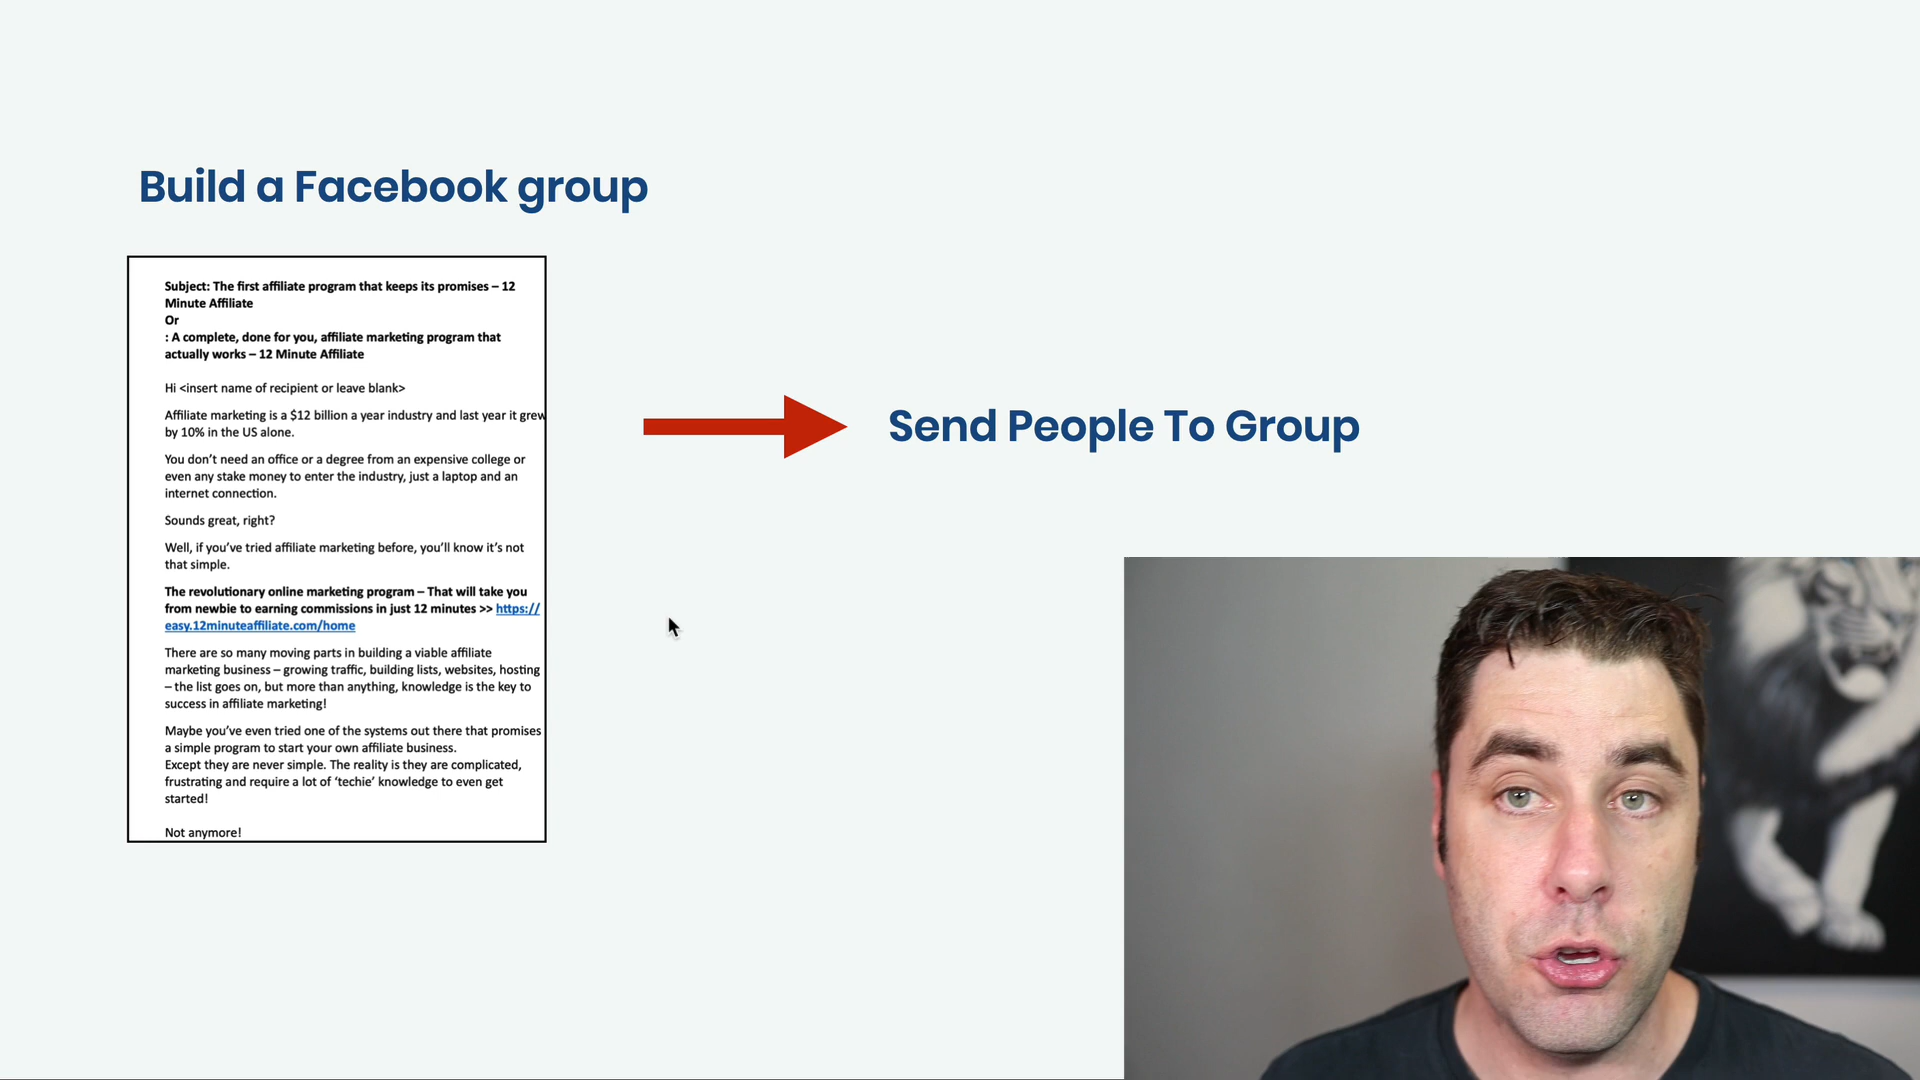 Build a Facebook group
Subject: The first affiliate program that keeps its promises – 12
Minute Affiliate
Or
: A complete, done for you, affiliate marketing program that
actually works – 12 Minute Affiliate
Hi <insert name of recipient or leave blank>
Affiliate marketing is a $12 billion a year industry and last year it grew
by 10% in the US alone.
You don’t need an office or a degree from an expensive college or
even any stake money to enter the industry, just a laptop and an
internet connection.
Sounds great, right?
Well, if you’ve tried affiliate marketing before, you’ll know it’s not
that simple.
The revolutionary online marketing program – That will take you
from newbie to earning commissions in just 12 minutes >> https://
easy.12minuteaffiliate.com/home
There are so many moving parts in building a viable affiliate
marketing business – growing traffic, building lists, websites, hosting
– the list goes on, but more than anything, knowledge is the key to
success in affiliate marketing!
Maybe you’ve even tried one of the systems out there that promises
a simple program to start your own affiliate business.
Except they are never simple. The reality is they are complicated,
frustrating and require a lot of ‘techie’ knowledge to even get
started!
Not anymore!
Send People To Group